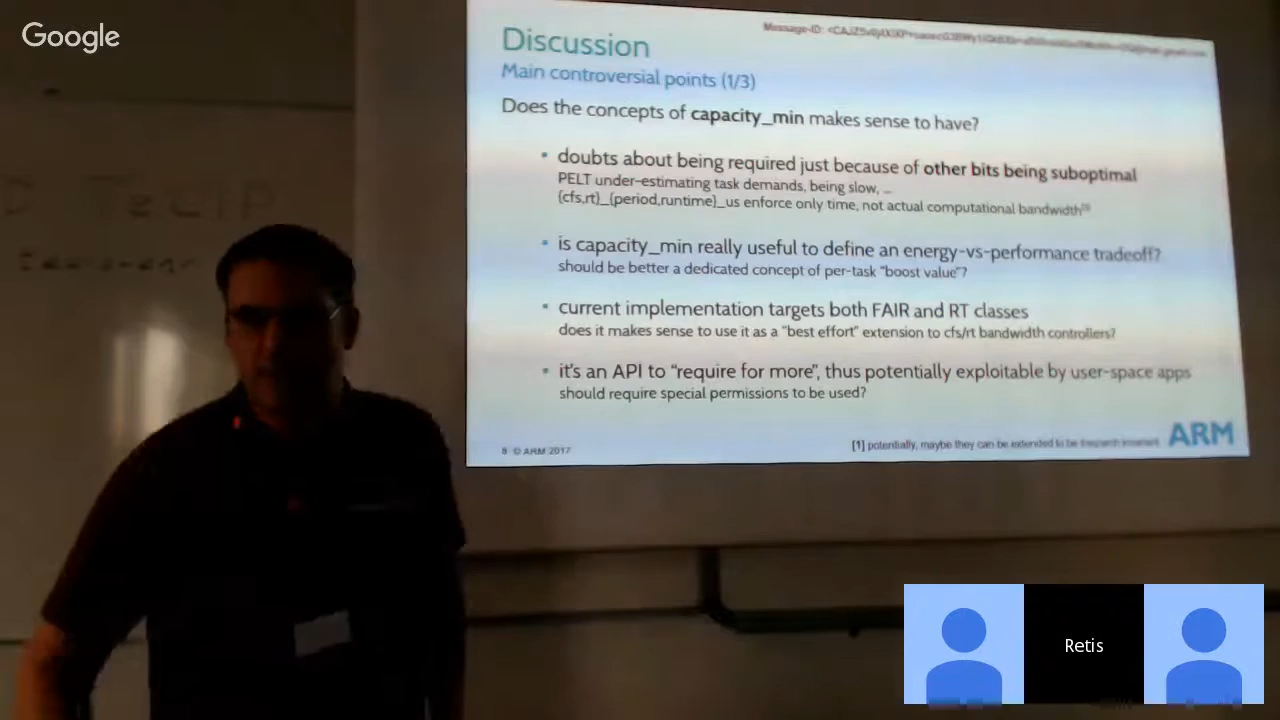 Google
Message-ID:
Discussion
Main controversial points (1/3)
Does the concepts of capacity_min makes sense to have?
• doubts about being required just because of other bits being suboptimal
PELT under-estimating task demands, being slow, ...
{cfs,rt}_{period,runtime}_us enforce only time, not actual computational bandwidth
• is capacity_min really useful to define an energy-vs-performance tradeoff?
should be better a dedicated concept of per-task "boost value"?
• current implementation targets both FAIR and RT classes
does it makes sense to use it as a "best effort" extension to cfs/rt bandwidth controllers?
• it's an API to "require for more", thus potentially exploitable by user-space apps
should require special permissions to be used?
8 © ARM 2017
[1] potentially, maybe they can be extended to be
ARM
Retis